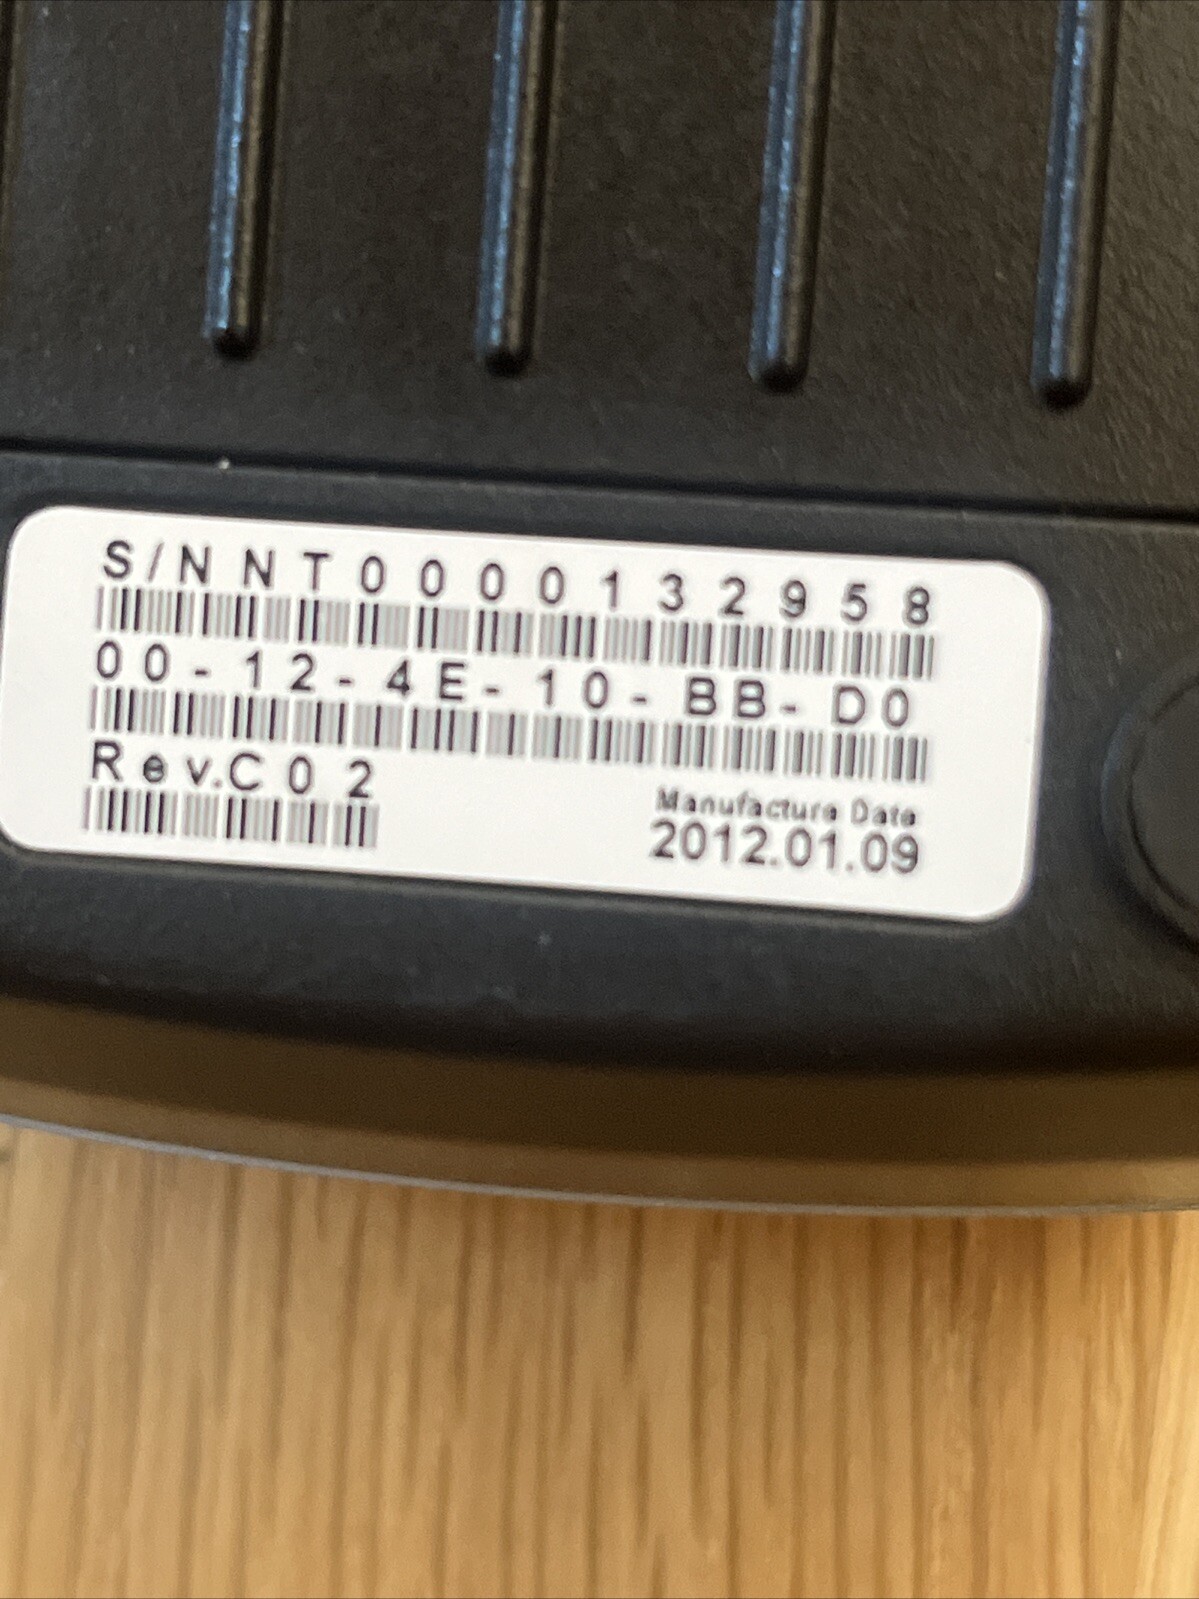 S/N NT0000132958
00-12-4E-10-BB-D0
Rev.C02
Manufacture Date
2012.01.09